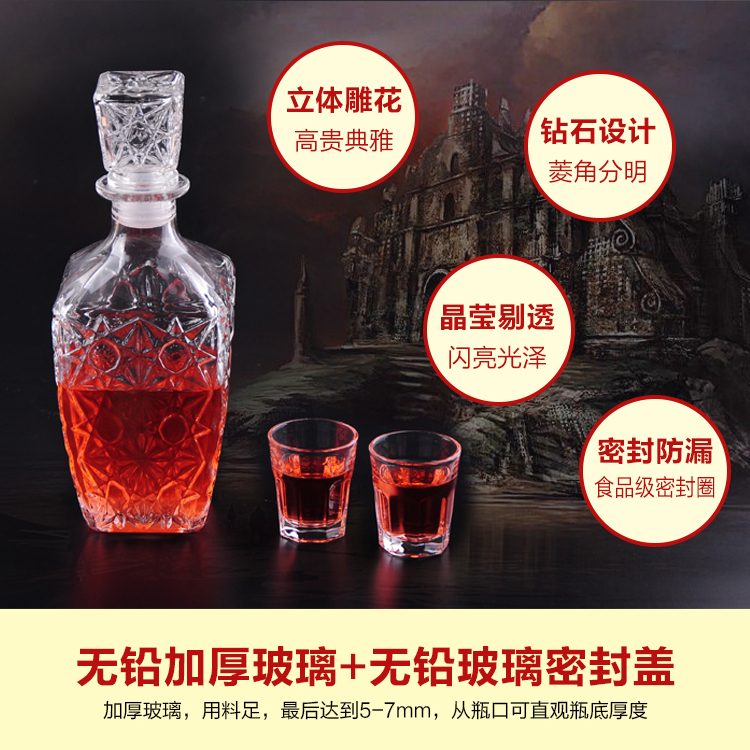 立体雕花
高贵典雅
钻石设计
菱角分明
晶莹剔透
闪亮光泽
密封防漏
食品级密封圈
无铅加厚玻璃+无铅玻璃密封盖
加厚玻璃，用料足，最后达到5-7mm，从瓶口可直观瓶底厚度